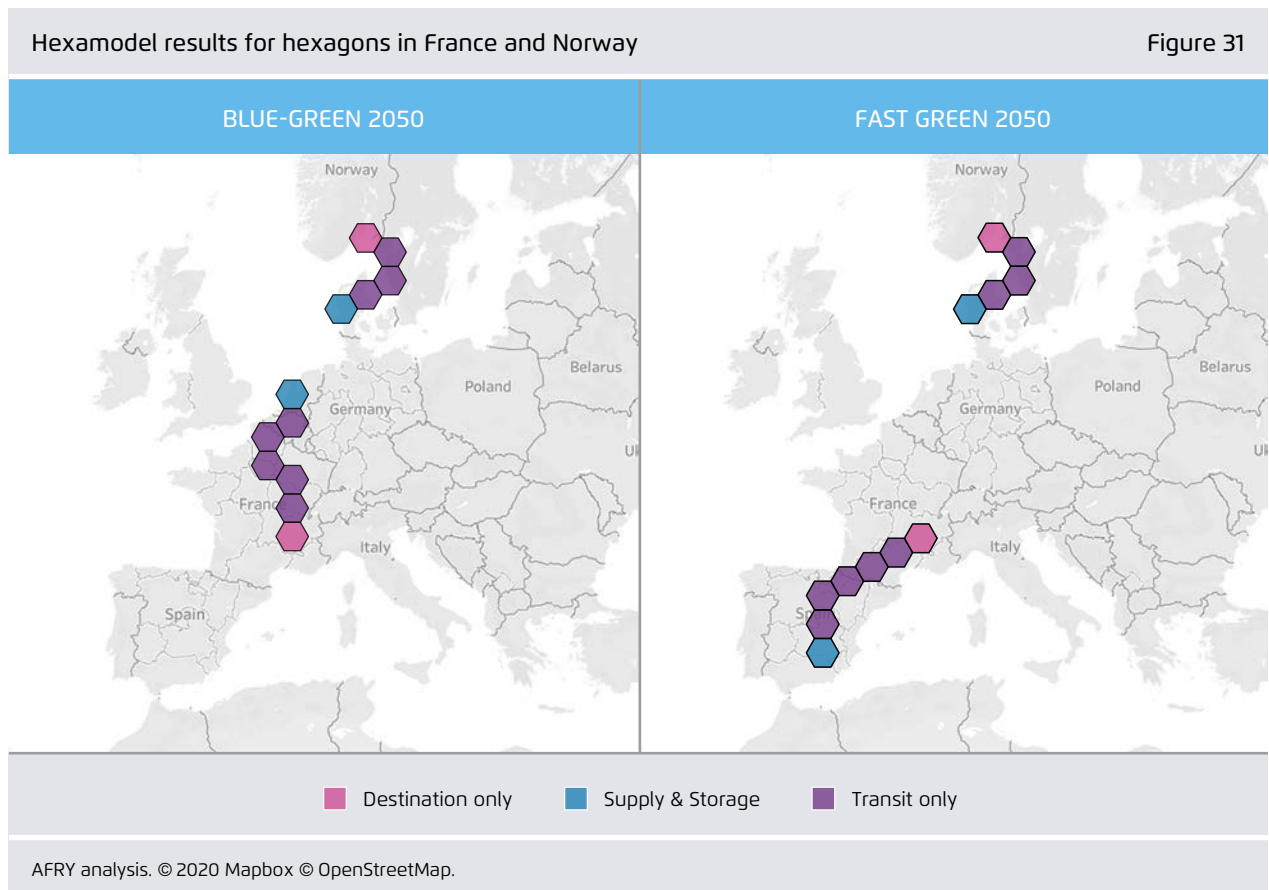 Hexamodel results for hexagons in France and Norway Figure 31
BLUE-GREEN 2050 FAST GREEN 2050
Norway
Belarus
Poland
Germany
Uk
France
Italy
Spain
Norway
Belarus
Poland
Germany
Uk
France
Italy
Destination only Supply & Storage Transit only
AFRY analysis. © 2020 Mapbox © OpenStreetMap.